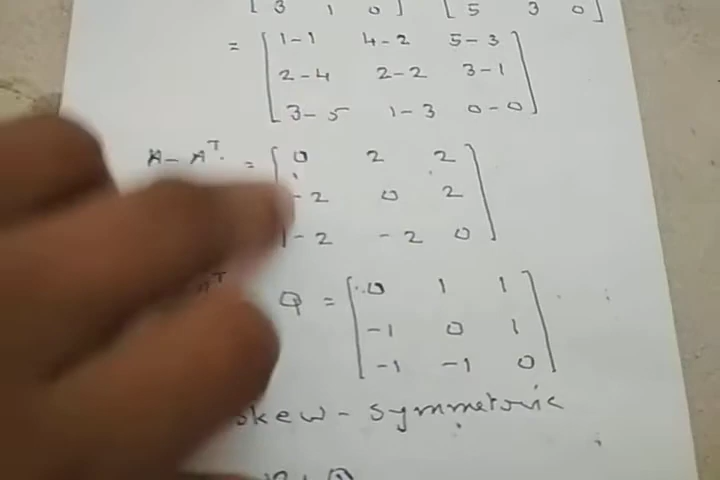 [ 3 1 0 ] [ 5 3 0 ]
= [ 1-1 4-2 5-3
2-4 2-2 3-1
3-5 1-3 0-0 ]
A - A^T. = [ 0 2 2
-2 0 2
-2 -2 0 ]
Q = [ 0 1 1
-1 0 1
-1 -1 0 ]
skew - symmetric